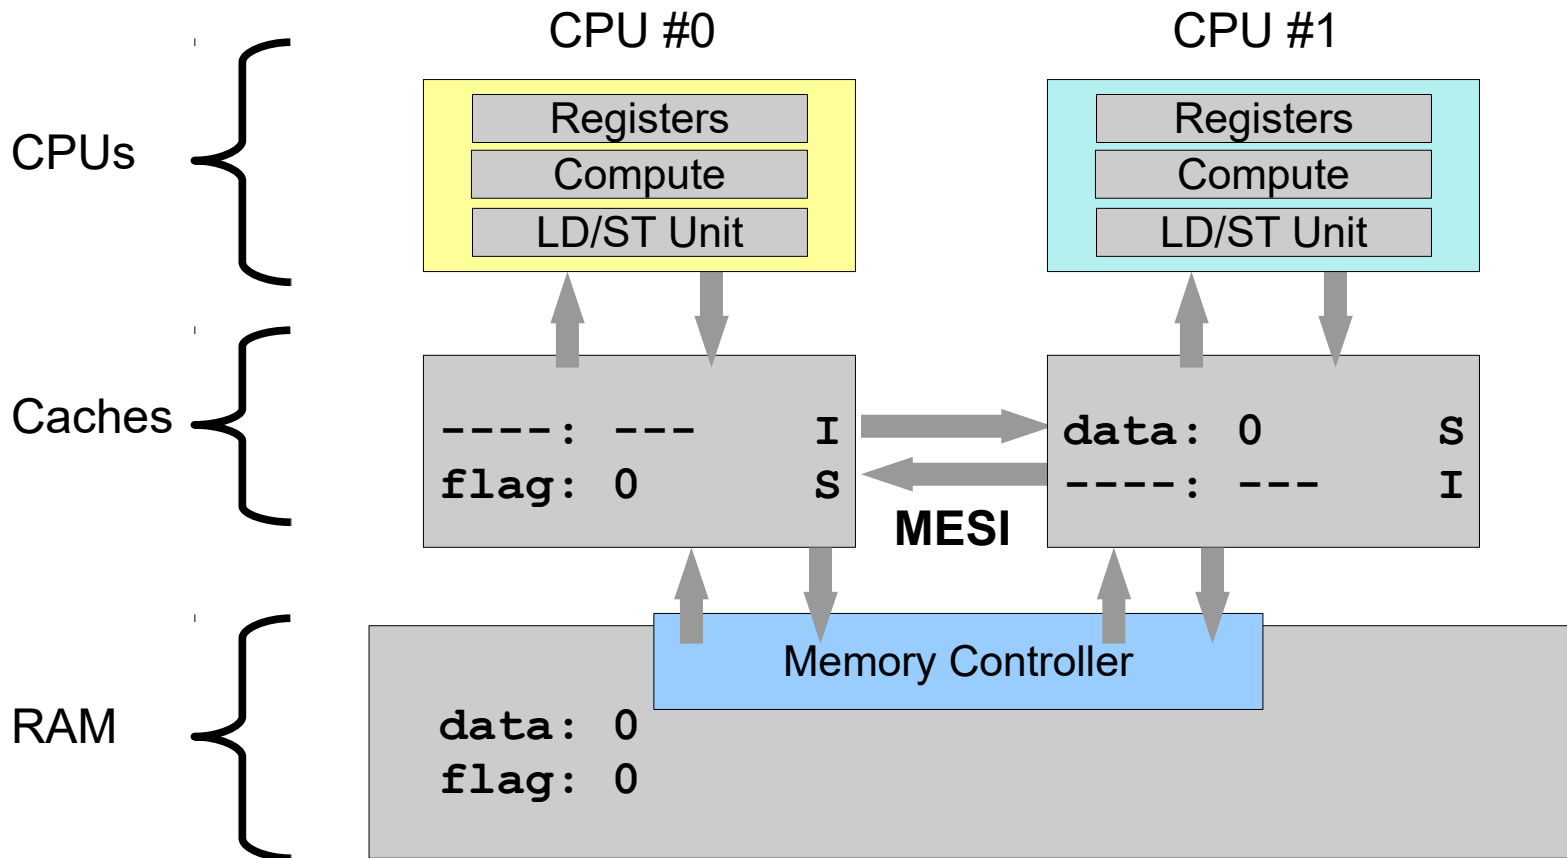 CPU #0
CPU #1
CPUs
Registers
Registers
Compute
Compute
LD/ST Unit
LD/ST Unit
Caches
----: --- I
flag: 0 S
data: 0 S
----: --- I
MESI
Memory Controller
RAM
data: 0
flag: 0